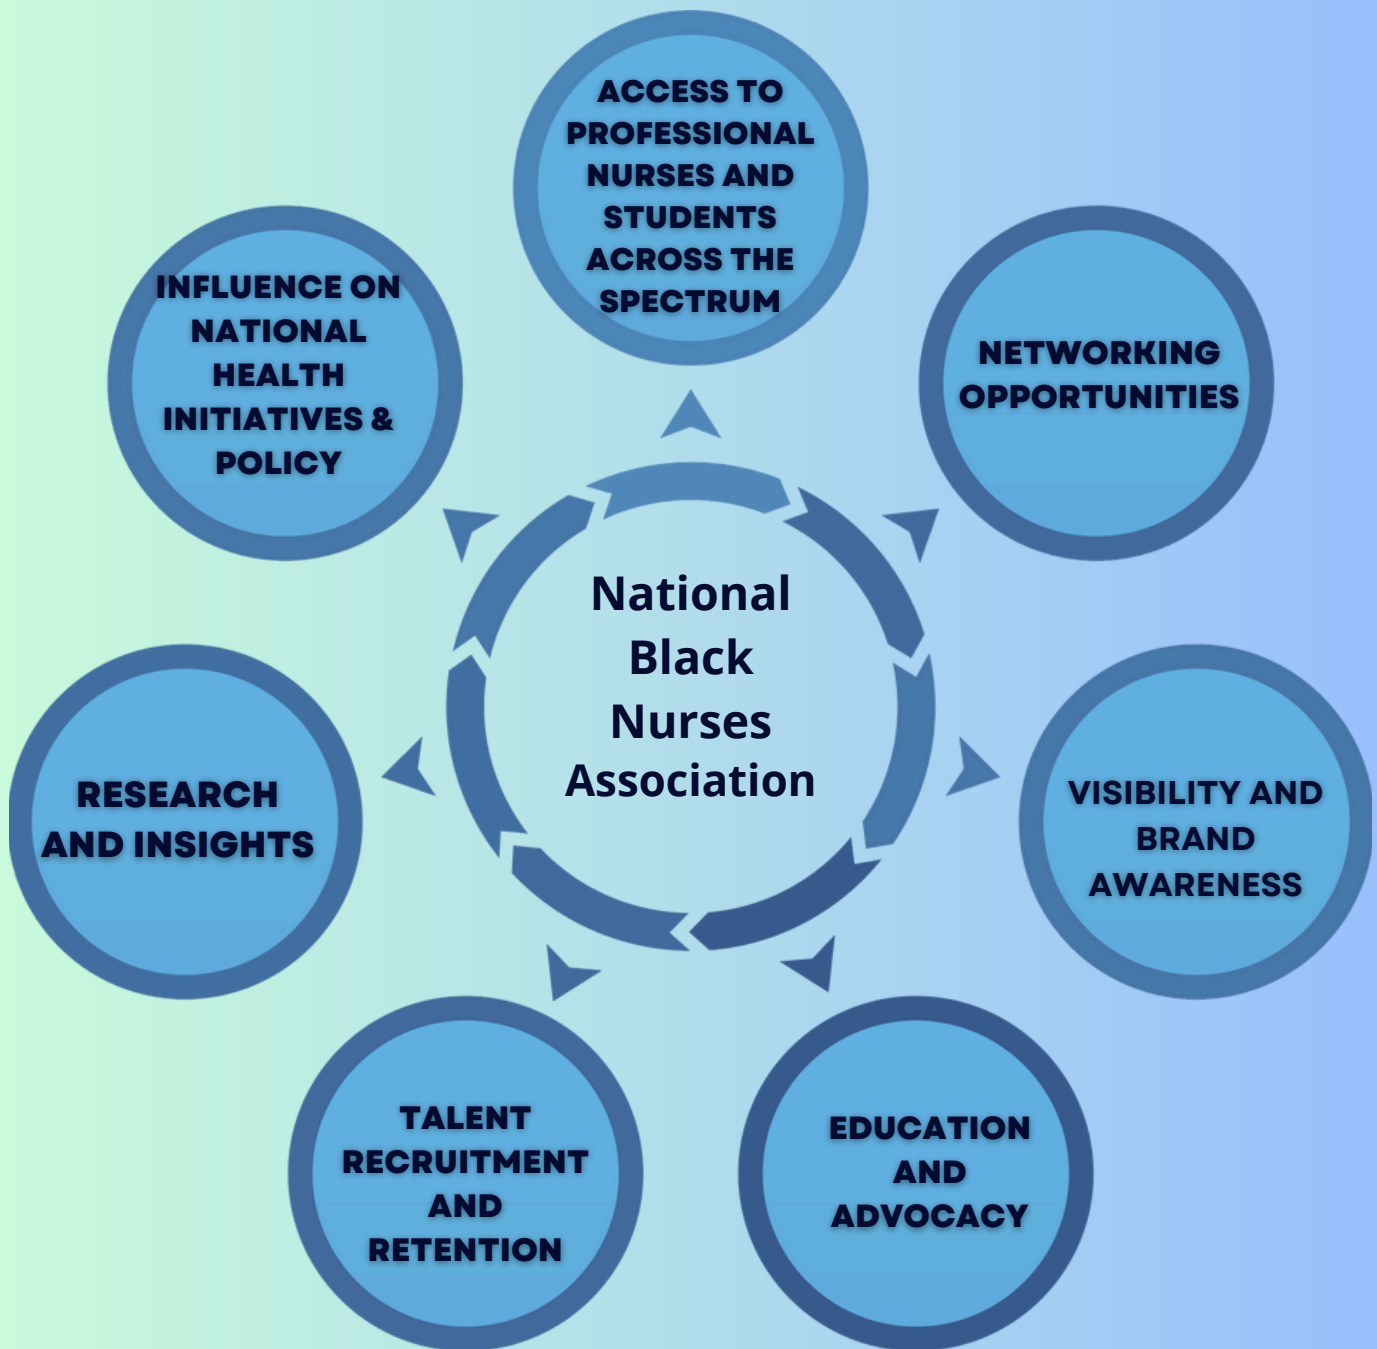 ACCESS TO
PROFESSIONAL
NURSES AND
STUDENTS
ACROSS THE
SPECTRUM
NETWORKING
OPPORTUNITIES
VISIBILITY AND
BRAND
AWARENESS
EDUCATION
AND
ADVOCACY
TALENT
RECRUITMENT
AND
RETENTION
RESEARCH
AND INSIGHTS
INFLUENCE ON
NATIONAL
HEALTH
INITIATIVES &
POLICY
National
Black
Nurses
Association